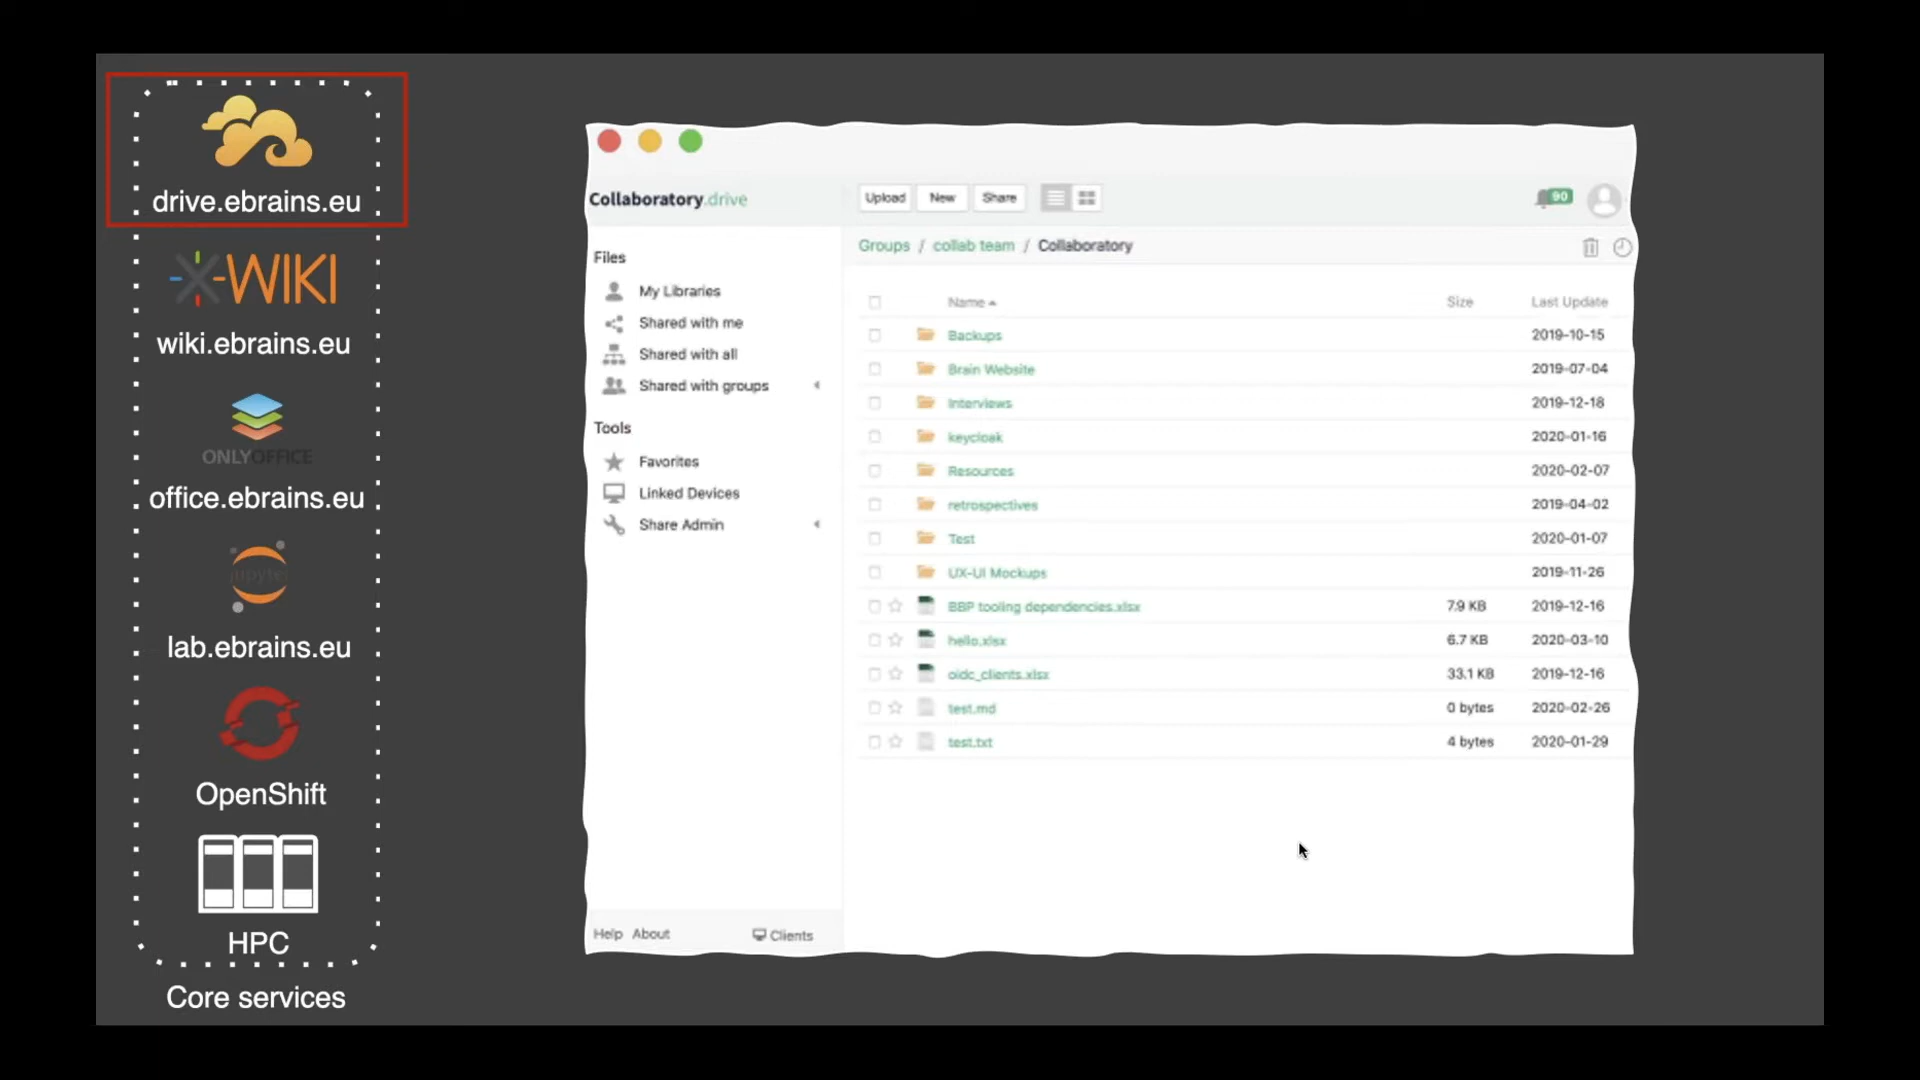 drive.ebrains.eu
X-WIKI
wiki.ebrains.eu
ONLYOFFICE
office.ebrains.eu
jupyter
lab.ebrains.eu
OpenShift
HPC
Core services
Collaboratory.drive
Upload New Share
90
Files
My Libraries
Shared with me
Shared with all
Shared with groups
Tools
Favorites
Linked Devices
Share Admin
Help About Clients
Groups / collab team / Collaboratory
Name Size Last Update
Backups 2019-10-15
Brain Website 2019-07-04
Interviews 2019-12-18
keycloak 2020-01-16
Resources 2020-02-07
retrospectives 2019-04-02
Test 2020-01-07
UX-UI Mockups 2019-11-26
BBP tooling dependencies.xlsx 7.9 KB 2019-12-16
hello.xlsx 6.7 KB 2020-03-10
oidc_clients.xlsx 33.1 KB 2019-12-16
test.md 0 bytes 2020-02-26
test.txt 4 bytes 2020-01-29